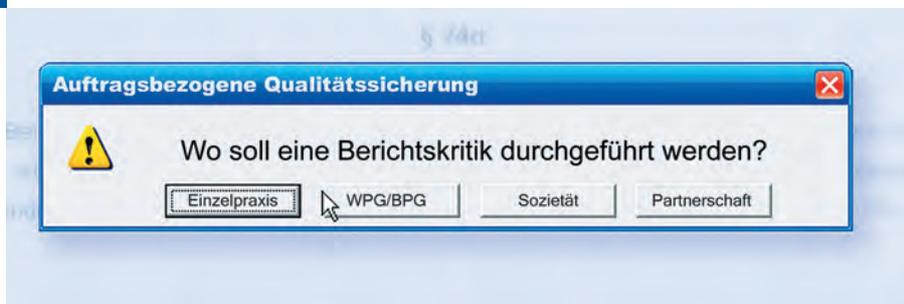 Auftragsbezogene Qualitätssicherung
Wo soll eine Berichtskritik durchgeführt werden?
Einzelpraxis WPG/BPG Sozietät Partnerschaft